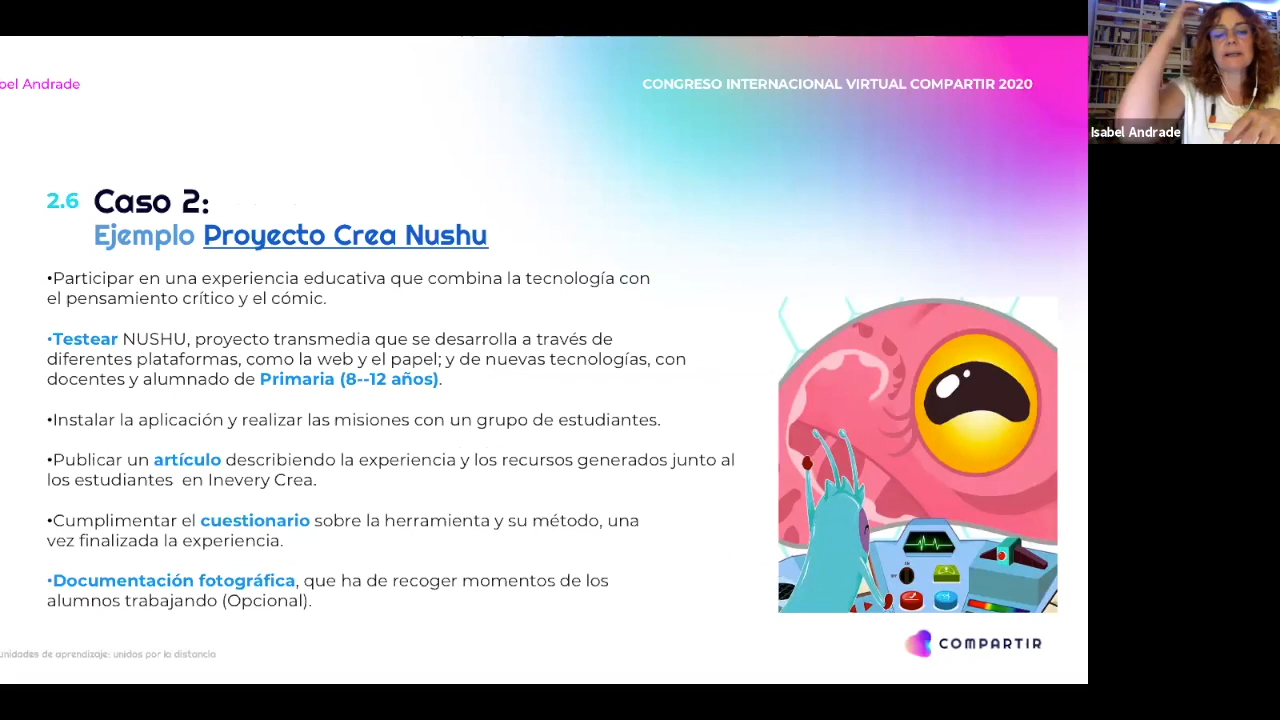 bel Andrade
CONGRESO INTERNACIONAL VIRTUAL COMPARTIR 2020
Isabel Andrade
2.6 Caso 2:
Ejemplo Proyecto Crea Nushu
•Participar en una experiencia educativa que combina la tecnología con
el pensamiento crítico y el cómic.
•Testear NUSHU, proyecto transmedia que se desarrolla a través de
diferentes plataformas, como la web y el papel; y de nuevas tecnologías, con
docentes y alumnado de Primaria (8--12 años).
•Instalar la aplicación y realizar las misiones con un grupo de estudiantes.
•Publicar un artículo describiendo la experiencia y los recursos generados junto al
los estudiantes en Inevery Crea.
•Cumplimentar el cuestionario sobre la herramienta y su método, una
vez finalizada la experiencia.
•Documentación fotográfica, que ha de recoger momentos de los
alumnos trabajando (Opcional).
COMPARTIR
unidades de aprendizaje: unidos por la distancia